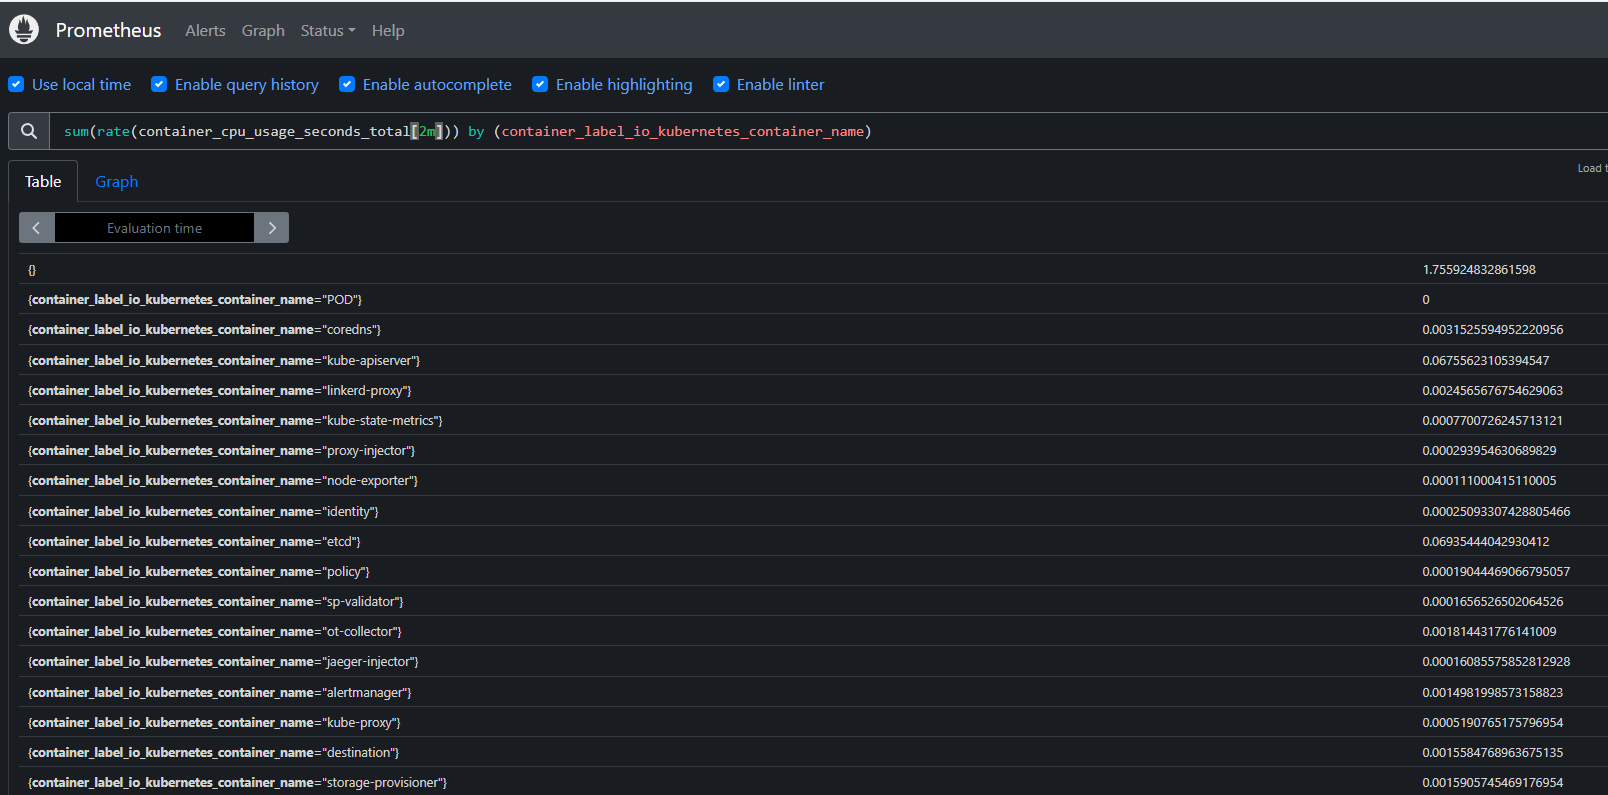 Prometheus Alerts Graph Status Help
Use local time Enable query history Enable autocomplete Enable highlighting Enable linter
sum(rate(container_cpu_usage_seconds_total[2m])) by (container_label_io_kubernetes_container_name)
Load t
Table Graph
Evaluation time
{} 1.755924832861598
{container_label_io_kubernetes_container_name="POD"} 0
{container_label_io_kubernetes_container_name="coredns"} 0.0031525594952220956
{container_label_io_kubernetes_container_name="kube-apiserver"} 0.06755623105394547
{container_label_io_kubernetes_container_name="linkerd-proxy"} 0.0024565676754629063
{container_label_io_kubernetes_container_name="kube-state-metrics"} 0.0007700726245713121
{container_label_io_kubernetes_container_name="proxy-injector"} 0.000293954630689829
{container_label_io_kubernetes_container_name="node-exporter"} 0.000111000415110005
{container_label_io_kubernetes_container_name="identity"} 0.00025093307428805466
{container_label_io_kubernetes_container_name="etcd"} 0.06935444042930412
{container_label_io_kubernetes_container_name="policy"} 0.00019044469066795057
{container_label_io_kubernetes_container_name="sp-validator"} 0.0001656526502064526
{container_label_io_kubernetes_container_name="ot-collector"} 0.001814431776141009
{container_label_io_kubernetes_container_name="jaeger-injector"} 0.00016085575852812928
{container_label_io_kubernetes_container_name="alertmanager"} 0.0014981998573158823
{container_label_io_kubernetes_container_name="kube-proxy"} 0.0005190765175796954
{container_label_io_kubernetes_container_name="destination"} 0.00155847689636​75135
{container_label_io_kubernetes_container_name="storage-provisioner"} 0.0015905745469176954